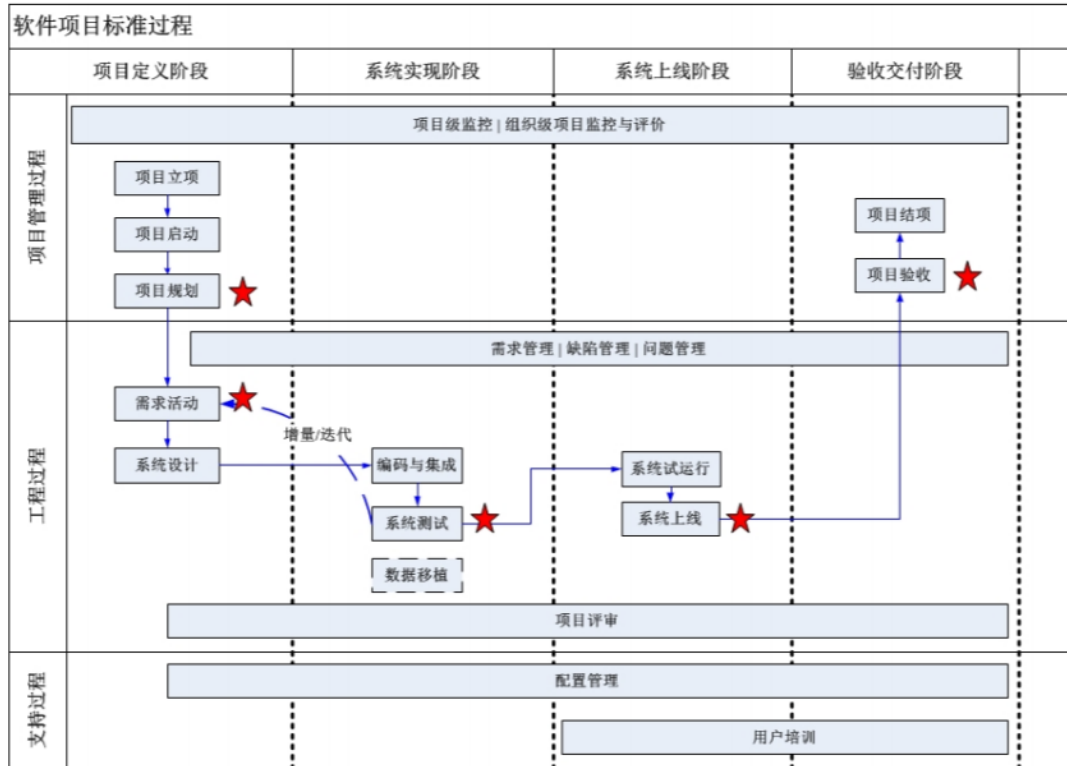 软件项目标准过程
项目定义阶段
系统实现阶段
系统上线阶段
验收交付阶段
项目管理过程
项目级监控 | 组织级项目监控与评价
项目立项
项目启动
项目规划
项目结项
项目验收
工程过程
需求管理 | 缺陷管理 | 问题管理
需求活动
增量/迭代
系统设计
编码与集成
系统测试
数据移植
系统试运行
系统上线
项目评审
支持过程
配置管理
用户培训